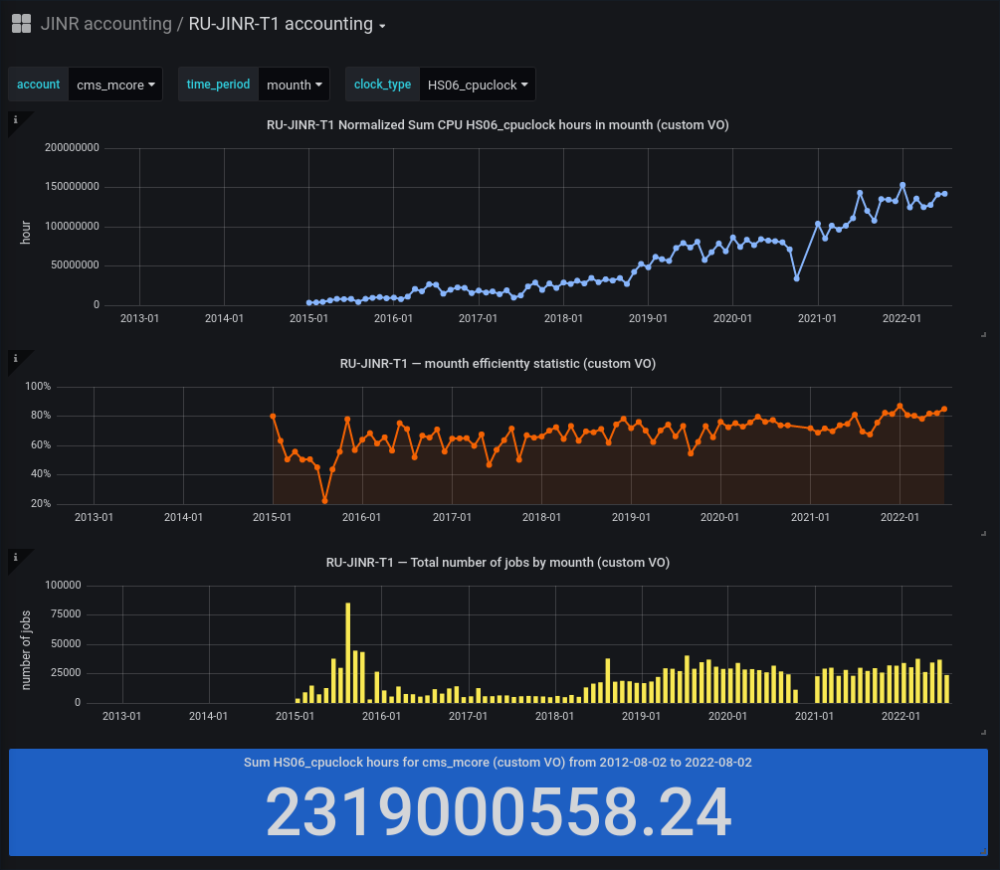 JINR accounting / RU-JINR-T1 accounting
account cms_mcore time_period mounth clock_type HS06_cpuclock
RU-JINR-T1 Normalized Sum CPU HS06_cpuclock hours in mounth (custom VO)
200000000
150000000
100000000
50000000
0
hour
2013-01 2014-01 2015-01 2016-01 2017-01 2018-01 2019-01 2020-01 2021-01 2022-01
RU-JINR-T1 — mounth efficientty statistic (custom VO)
100%
80%
60%
40%
20%
2013-01 2014-01 2015-01 2016-01 2017-01 2018-01 2019-01 2020-01 2021-01 2022-01
RU-JINR-T1 — Total number of jobs by mounth (custom VO)
100000
75000
50000
25000
0
number of jobs
2013-01 2014-01 2015-01 2016-01 2017-01 2018-01 2019-01 2020-01 2021-01 2022-01
Sum HS06_cpuclock hours for cms_mcore (custom VO) from 2012-08-02 to 2022-08-02
2319000558.24